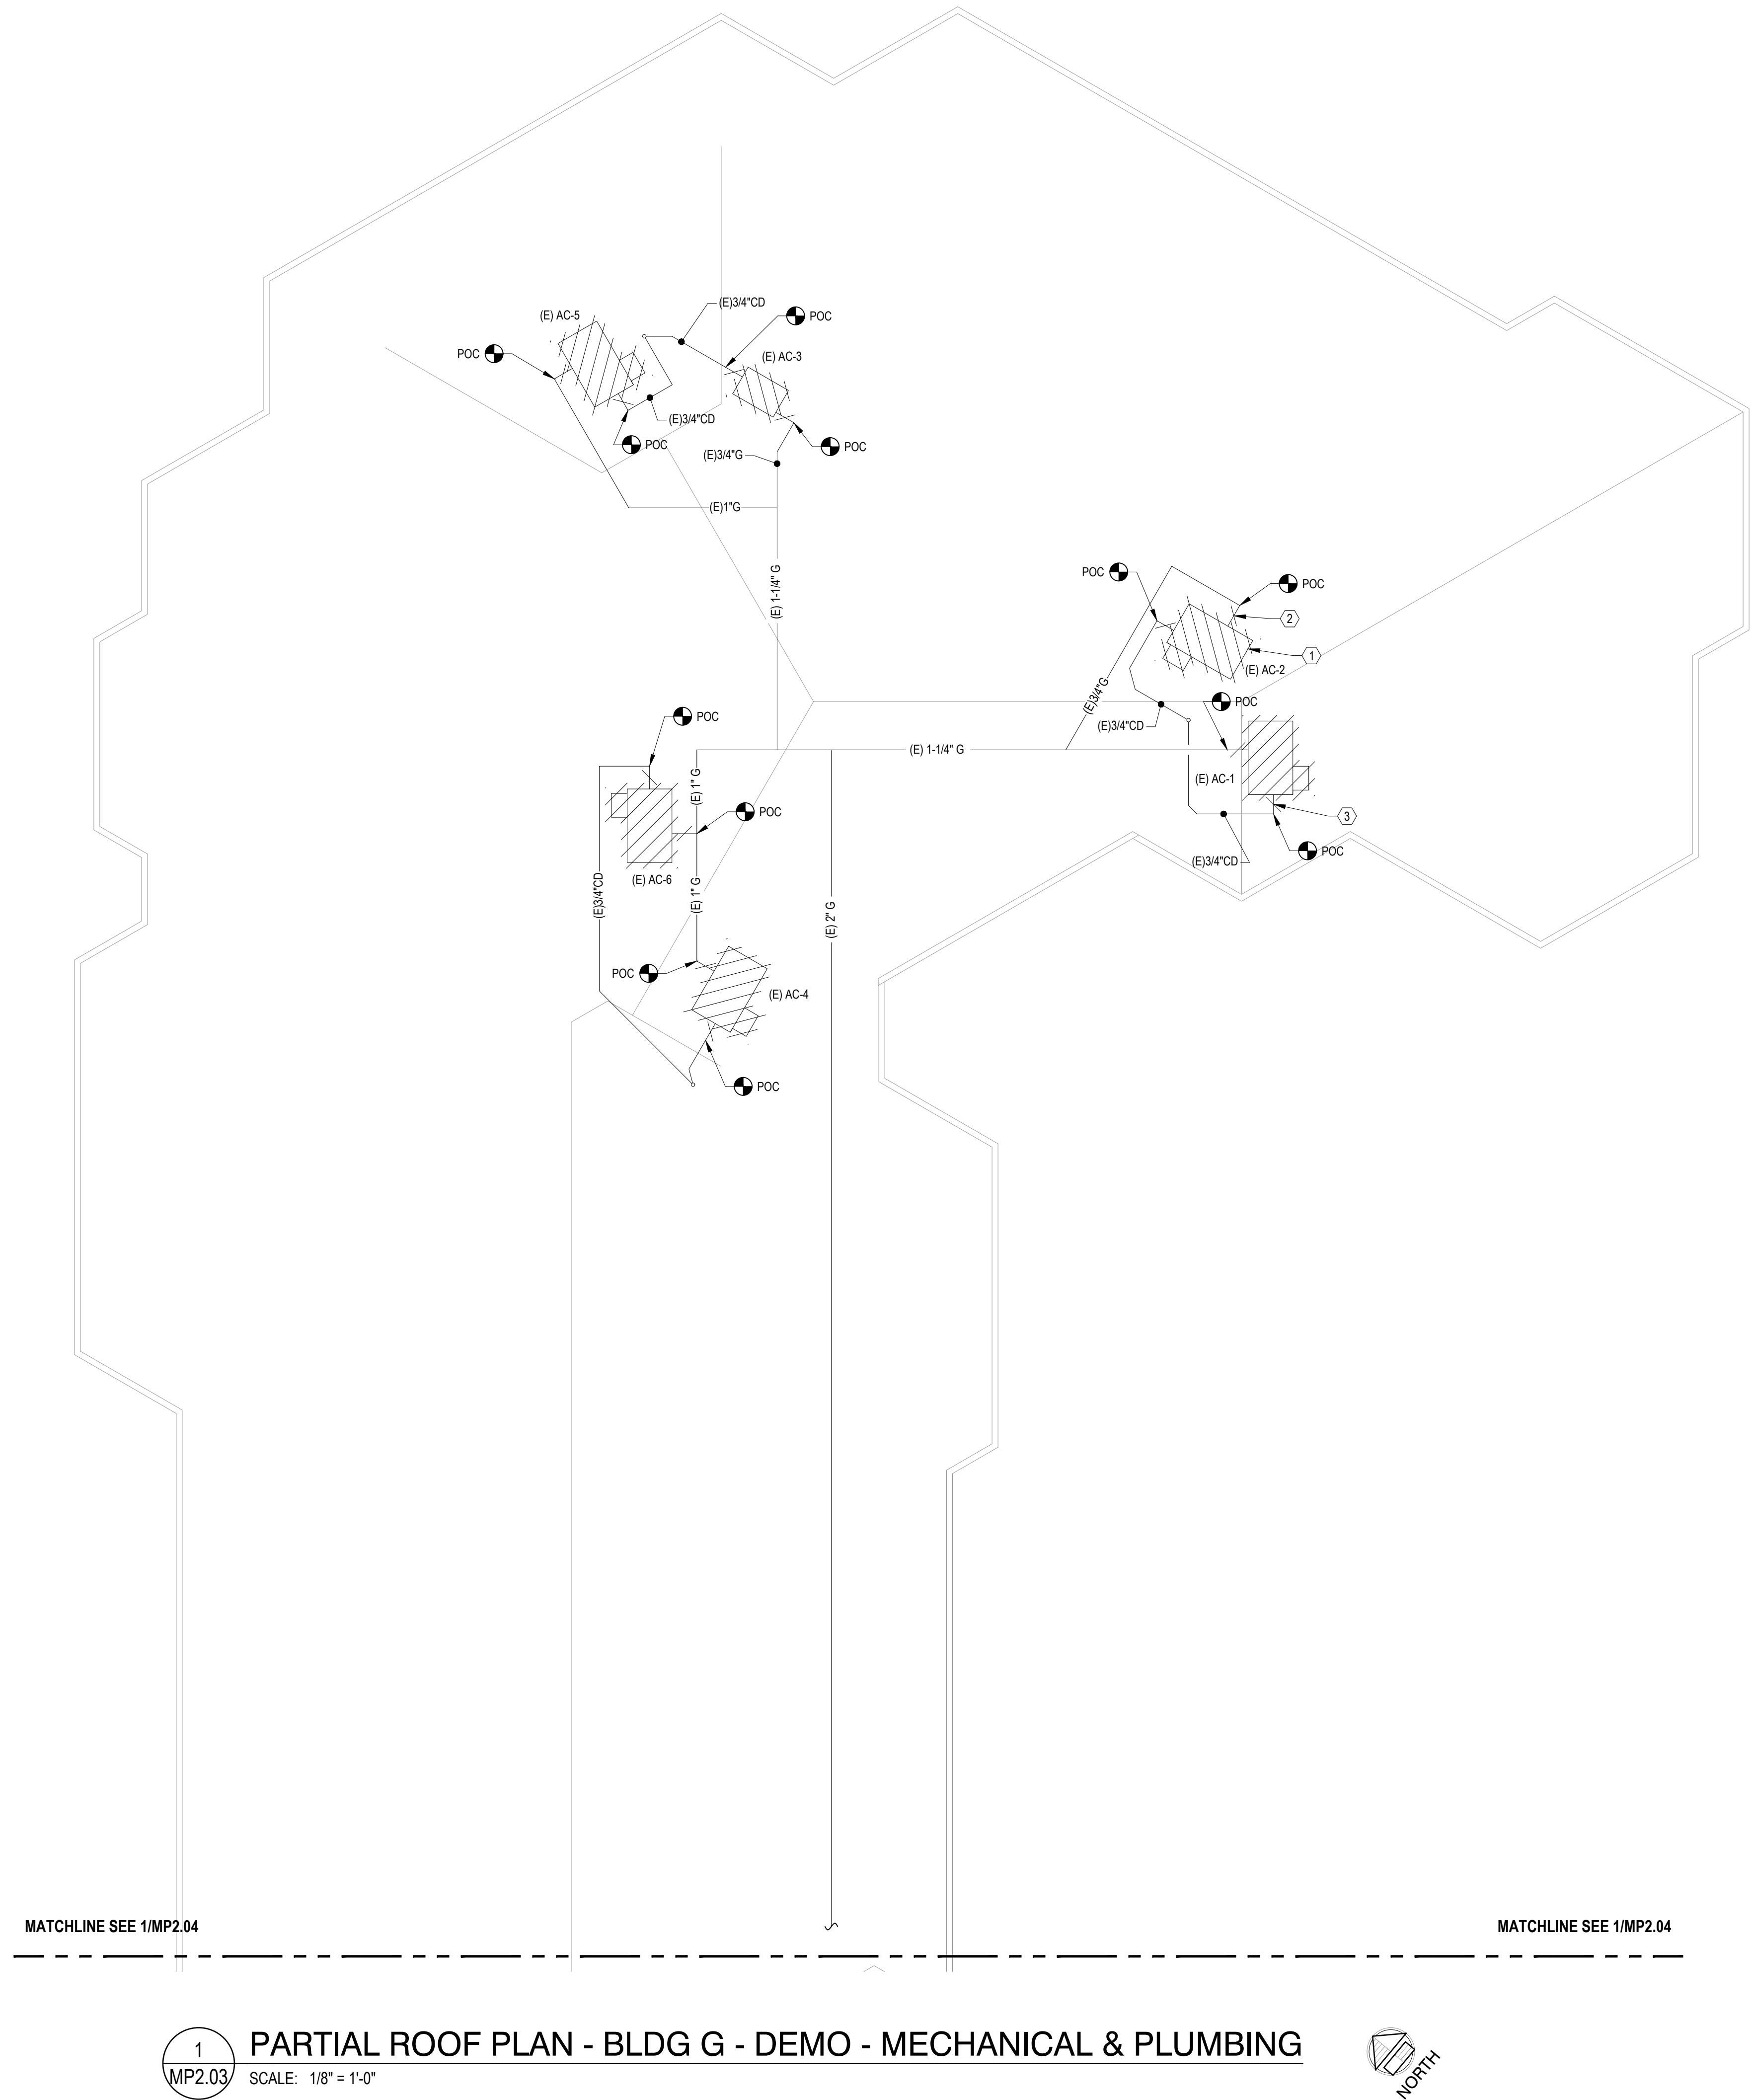 (E)3/4"CD
POC
(E) AC-5
POC
(E) AC-3
(E)3/4"CD
POC
POC
(E)3/4"G
(E)1"G
(E) 1-1/4" G
POC
POC
2
1
(E) AC-2
(E)3/4"G
POC
(E)3/4"CD
POC
(E) 1-1/4" G
(E) AC-1
(E) 1" G
POC
3
POC
(E)3/4"CD
(E) AC-6
(E)3/4"CD
(E) 1" G
(E) 2" G
POC
(E) AC-4
POC
MATCHLINE SEE 1/MP2.04
MATCHLINE SEE 1/MP2.04
1
MP2.03
PARTIAL ROOF PLAN - BLDG G - DEMO - MECHANICAL & PLUMBING
SCALE: 1/8" = 1'-0"
NORTH